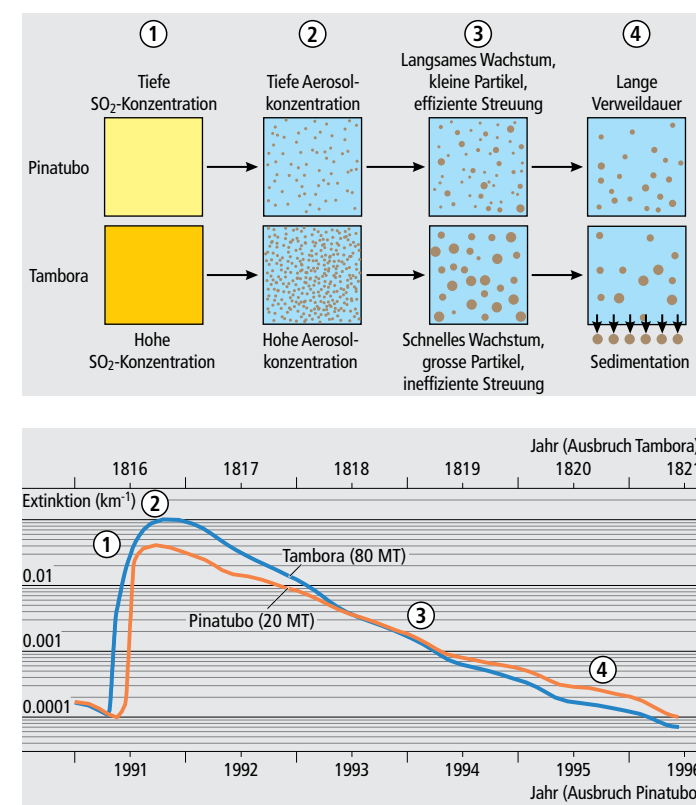 1 2 3 4
Tiefe
SO₂-Konzentration
Tiefe Aerosol-
konzentration
Langsames Wachstum,
kleine Partikel,
effiziente Streuung
Lange
Verweildauer
Pinatubo
Tambora
Hohe
SO₂-Konzentration
Hohe Aerosol-
konzentration
Schnelles Wachstum,
grosse Partikel,
ineffiziente Streuung
Sedimentation
Jahr (Ausbruch Tambora)
1816 1817 1818 1819 1820 1821
Extinktion (km⁻¹)
2
1
Tambora (80 MT)
0.01
Pinatubo (20 MT)
3
0.001
4
0.0001
1991 1992 1993 1994 1995 1996
Jahr (Ausbruch Pinatubo